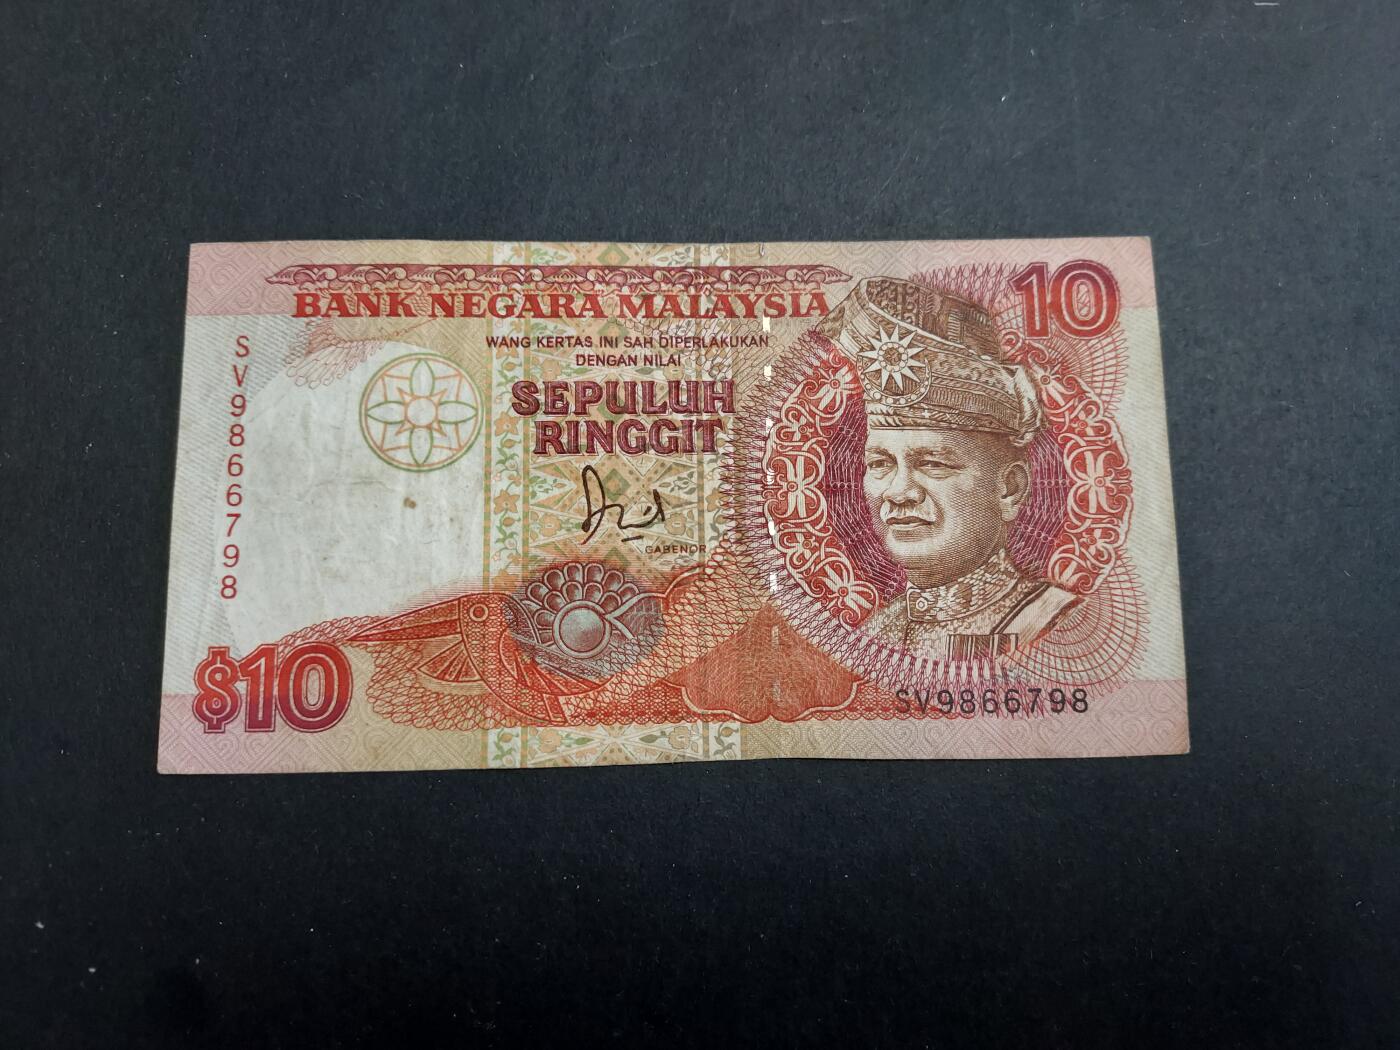 BANK NEGARA MALAYSIA
10
WANG KERTAS INI SAH DIPERLAKUKAN
DENGAN NILAI
SEPULUH
RINGGIT
GABENOR
SV9866798
$10
SV9866798